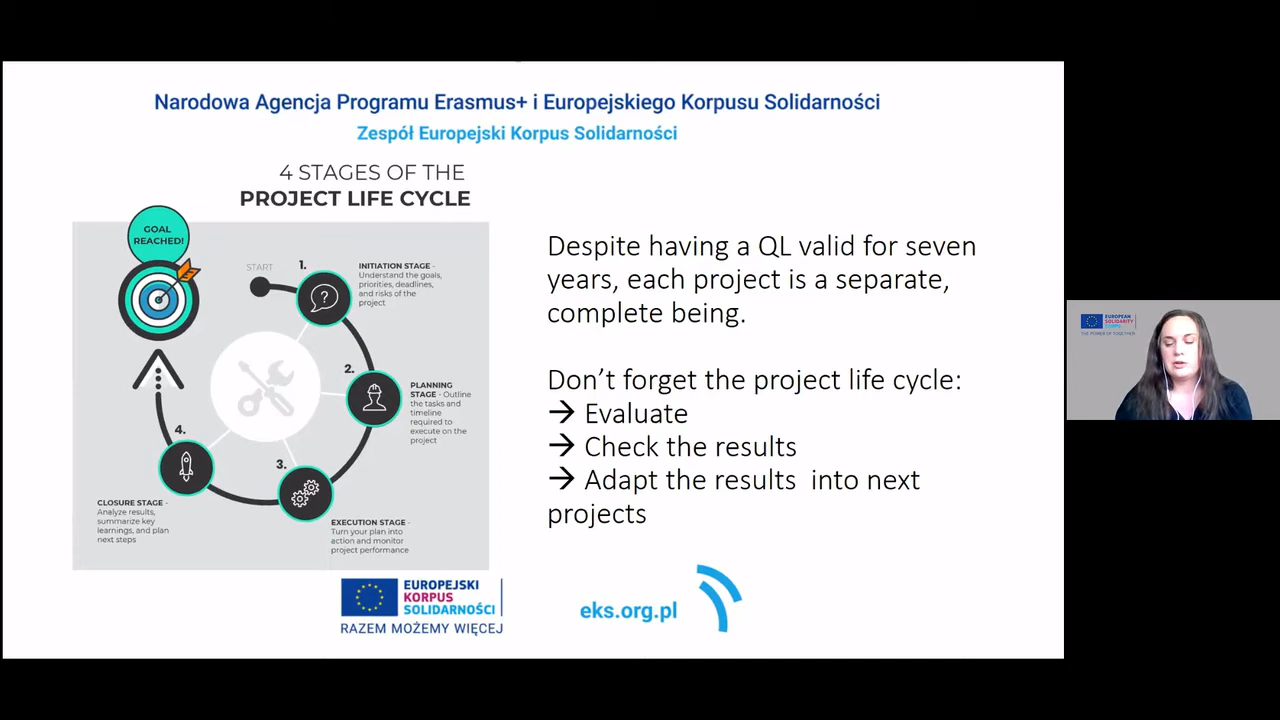 Narodowa Agencja Programu Erasmus+ i Europejskiego Korpusu Solidarności
Zespół Europejski Korpus Solidarności
4 STAGES OF THE
PROJECT LIFE CYCLE
GOAL
REACHED!
START
1.
INITIATION STAGE -
Understand the goals,
priorities, deadlines,
and risks of the
project
2.
PLANNING
STAGE - Outline
the tasks and
timeline
required to
execute on the
project
3.
EXECUTION STAGE -
Turn your plan into
action and monitor
project performance
4.
CLOSURE STAGE -
Analyze results,
summarize key
learnings, and plan
next steps
Despite having a QL valid for seven
years, each project is a separate,
complete being.
Don't forget the project life cycle:
→ Evaluate
→ Check the results
→ Adapt the results  into next
projects
EUROPEJSKI
KORPUS
SOLIDARNOŚCI
RAZEM MOŻEMY WIĘCEJ
eks.org.pl
EUROPEAN
SOLIDARITY
CORPS
THE POWER OF TOGETHER